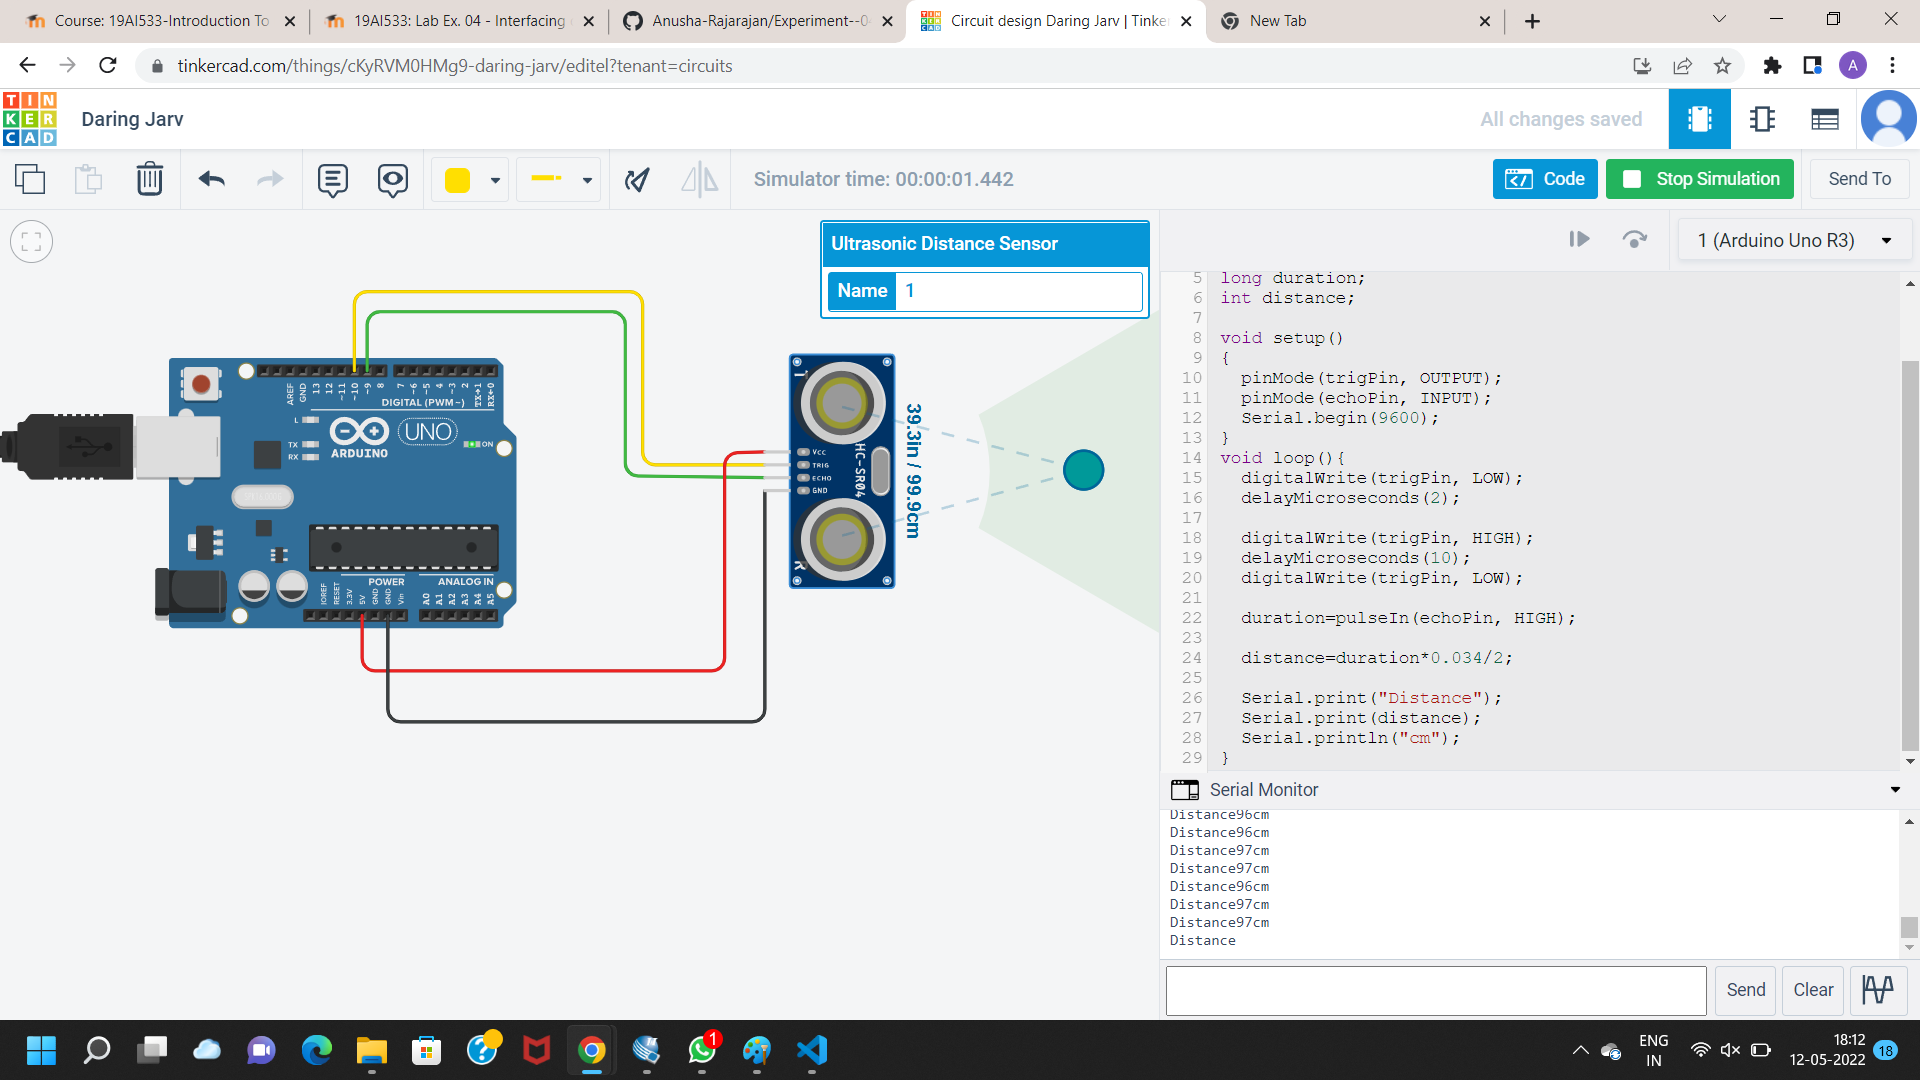 Course: 19AI533-Introduction To
19AI533: Lab Ex. 04 - Interfacing
Anusha-Rajarajan/Experiment--0
Circuit design Daring Jarv | Tinke
New Tab
tinkercad.com/things/cKyRVM0HMg9-daring-jarv/editel?tenant=circuits
A
TIN
KER
CAD
Daring Jarv
All changes saved
Simulator time: 00:00:01.442
Code
Stop Simulation
Send To
Ultrasonic Distance Sensor
Name 1
1 (Arduino Uno R3)
AREF
GND
13
12
~11
~10
~9
8
7
~6
~5
4
~3
2
TX→1
RX←0
DIGITAL (PWM~)
L
TX
RX
ARDUINO
UNO
ON
POWER
ANALOG IN
IOREF
RESET
3.3V
5V
GND
GND
Vin
A0
A1
A2
A3
A4
A5
T
VCC
TRIG
ECHO
GND
HC-SR04
R
39.3in / 99.9cm
5 long duration;
6 int distance;
7
8 void setup()
9 {
10 pinMode(trigPin, OUTPUT);
11 pinMode(echoPin, INPUT);
12 Serial.begin(9600);
13 }
14 void loop(){
15 digitalWrite(trigPin, LOW);
16 delayMicroseconds(2);
17
18 digitalWrite(trigPin, HIGH);
19 delayMicroseconds(10);
20 digitalWrite(trigPin, LOW);
21
22 duration=pulseIn(echoPin, HIGH);
23
24 distance=duration*0.034/2;
25
26 Serial.print("Distance");
27 Serial.print(distance);
28 Serial.println("cm");
29 }
Serial Monitor
Distance96cm
Distance96cm
Distance97cm
Distance97cm
Distance96cm
Distance97cm
Distance97cm
Distance
Send
Clear
1
ENG
IN
18:12
12-05-2022
18